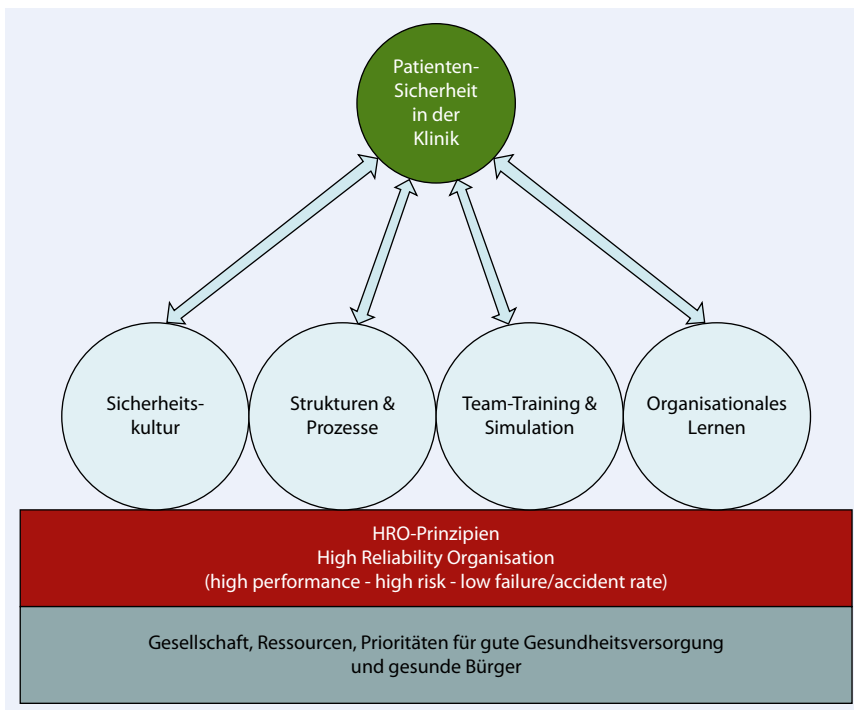 Patienten-
Sicherheit
in der
Klinik
Sicherheits-
kultur
Strukturen &
Prozesse
Team-Training &
Simulation
Organisationales
Lernen
HRO-Prinzipien
High Reliability Organisation
(high performance - high risk - low failure/accident rate)
Gesellschaft, Ressourcen, Prioritäten für gute Gesundheitsversorgung
und gesunde Bürger